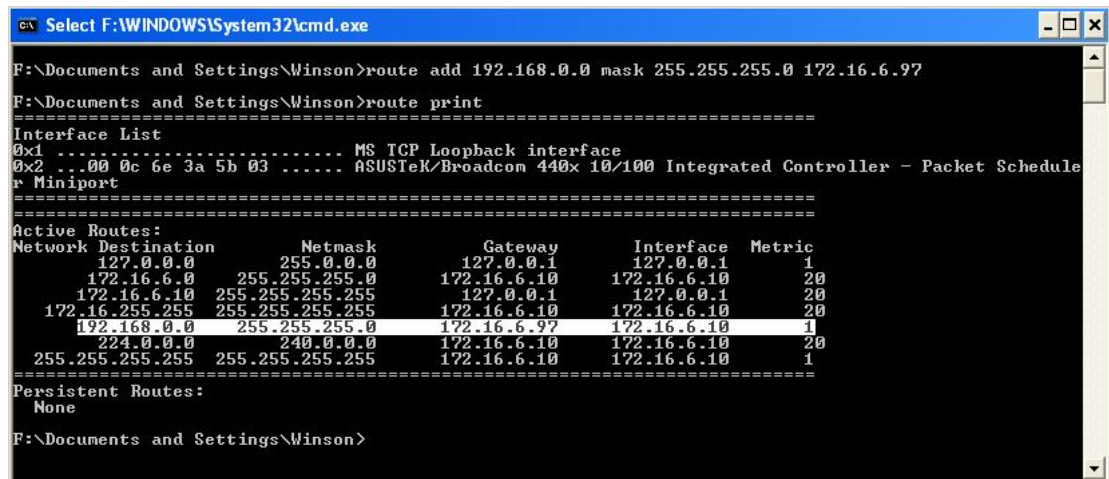 Select F:\WINDOWS\System32\cmd.exe
F:\Documents and Settings\Winson>route add 192.168.0.0 mask 255.255.255.0 172.16.6.97
F:\Documents and Settings\Winson>route print
===========================================================================
Interface List
0x1 ........................... MS TCP Loopback interface
0x2 ...00 0c 6e 3a 5b 03 ...... ASUSTeK/Broadcom 440x 10/100 Integrated Controller - Packet Schedule
r Miniport
===========================================================================
===========================================================================
Active Routes:
Network Destination        Netmask          Gateway       Interface  Metric
127.0.0.0        255.0.0.0        127.0.0.1       127.0.0.1       1
172.16.6.0    255.255.255.0      172.16.6.10     172.16.6.10       20
172.16.6.10  255.255.255.255        127.0.0.1       127.0.0.1       20
172.16.255.255  255.255.255.255      172.16.6.10     172.16.6.10       20
192.168.0.0    255.255.255.0      172.16.6.97     172.16.6.10       1
224.0.0.0        240.0.0.0      172.16.6.10     172.16.6.10       20
255.255.255.255  255.255.255.255      172.16.6.10     172.16.6.10       1
===========================================================================
Persistent Routes:
None
F:\Documents and Settings\Winson>